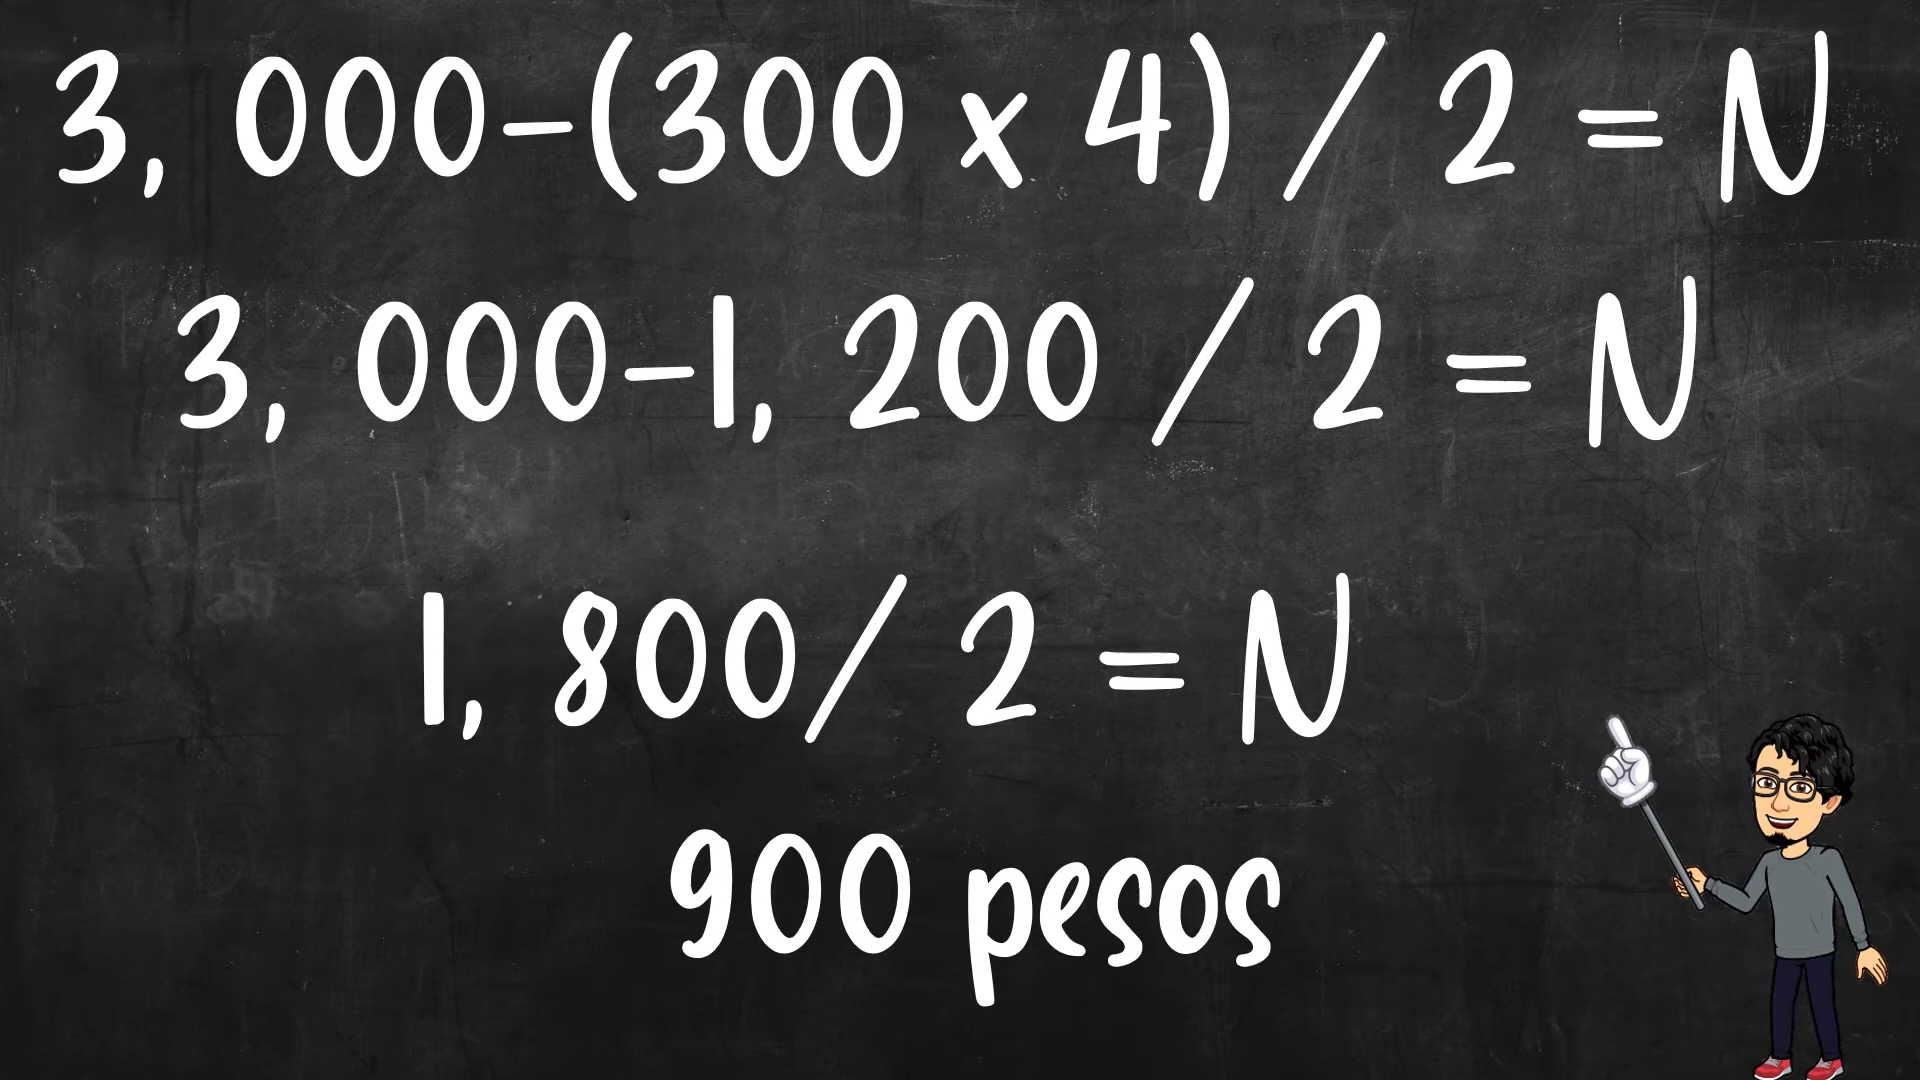 3, 000-(300 x 4) / 2 = N
3, 000-1, 200 / 2 = N
1, 800/ 2 = N
900 pesos